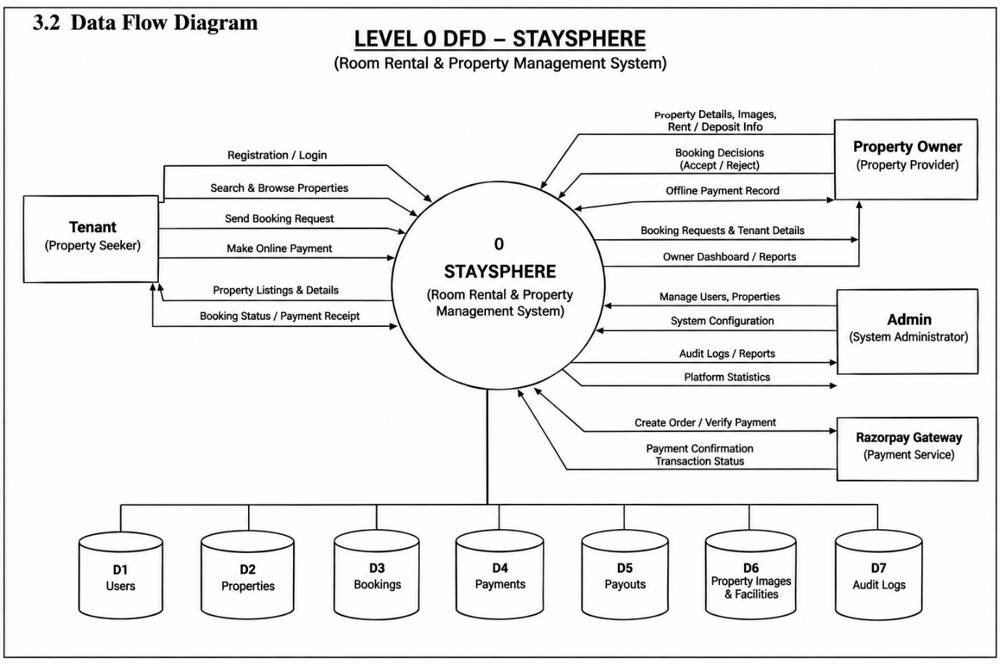 3.2 Data Flow Diagram
LEVEL 0 DFD – STAYSPHERE
(Room Rental & Property Management System)
Registration / Login
Search & Browse Properties
Send Booking Request
Make Online Payment
Property Listings & Details
Booking Status / Payment Receipt
Tenant
(Property Seeker)
0
STAYSPHERE
(Room Rental & Property
Management System)
Property Details, Images,
Rent / Deposit Info
Booking Decisions
(Accept / Reject)
Offline Payment Record
Booking Requests & Tenant Details
Owner Dashboard / Reports
Property Owner
(Property Provider)
Manage Users, Properties
System Configuration
Audit Logs / Reports
Platform Statistics
Admin
(System Administrator)
Create Order / Verify Payment
Payment Confirmation
Transaction Status
Razorpay Gateway
(Payment Service)
D1
Users
D2
Properties
D3
Bookings
D4
Payments
D5
Payouts
D6
Property Images
& Facilities
D7
Audit Logs